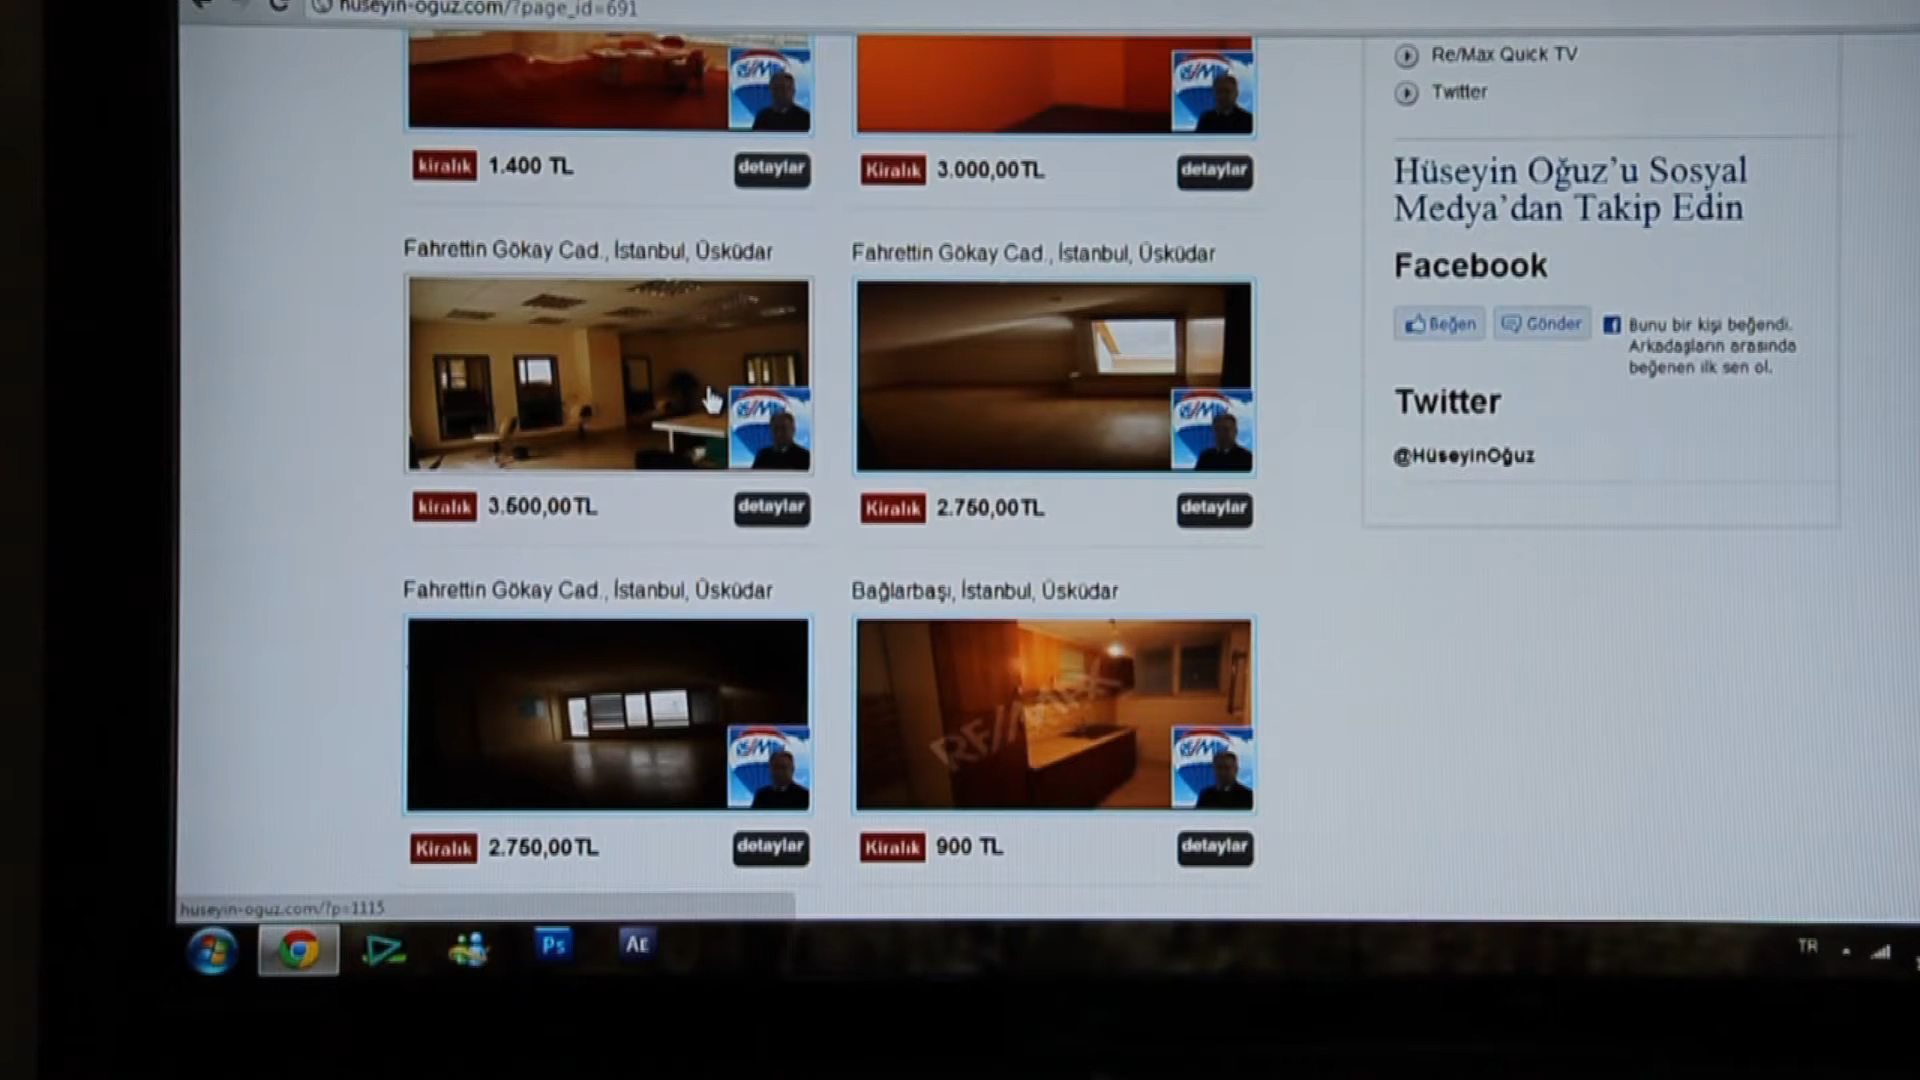 huseyin-oguz.com/?page_id=691
kiralık 1.400 TL detaylar
Kiralık 3.000,00TL detaylar
Fahrettin Gökay Cad., İstanbul, Üsküdar
Fahrettin Gökay Cad., İstanbul, Üsküdar
kiralık 3.500,00TL detaylar
Kiralık 2.750,00TL detaylar
Fahrettin Gökay Cad., İstanbul, Üsküdar
Bağlarbaşı, İstanbul, Üsküdar
RE/MAX
Kiralık 2.750,00TL detaylar
Kiralık 900 TL detaylar
Re/Max Quick TV
Twitter
Hüseyin Oğuz’u Sosyal
Medya’dan Takip Edin
Facebook
Beğen Gönder Bunu bir kişi beğendi.
Arkadaşların arasında
beğenen ilk sen ol.
Twitter
@HüseyinOğuz
huseyin-oguz.com/?p=1115
Ps AE
TR